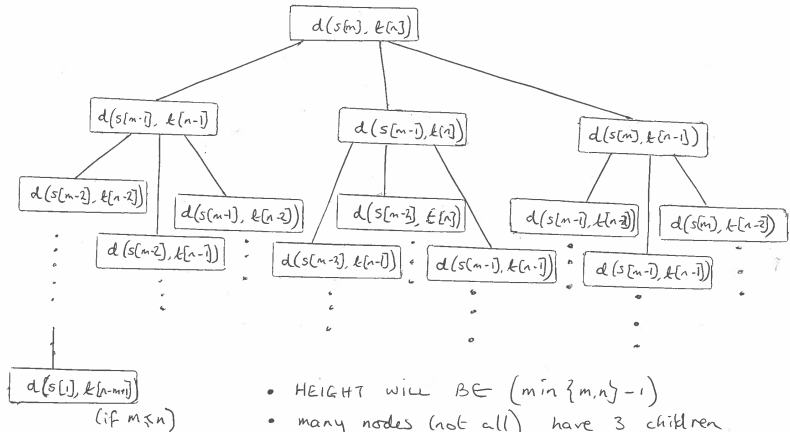 d(s[m], t[n])
d(s[m-1], t[n-1)
d(s[m-1), t[n])
d(s[m], t[n-1])
d(s[m-2], t[n-2])
d(s[m-1), t[n-2))
d(s[m-2], t[n])
d(s[m-1], t[n-2])
d(s[m], t[n-2])
d(s[m-2], t[n-1])
d(s[m-2], t[n-1])
d(s[m-1], t[n-1])
d(s[m-1], t[n-1])
d(s[1], t[n-m+1])
(if m≤n)
• HEIGHT WILL BE (min{m,n}-1)
• many nodes (not all) have 3 children